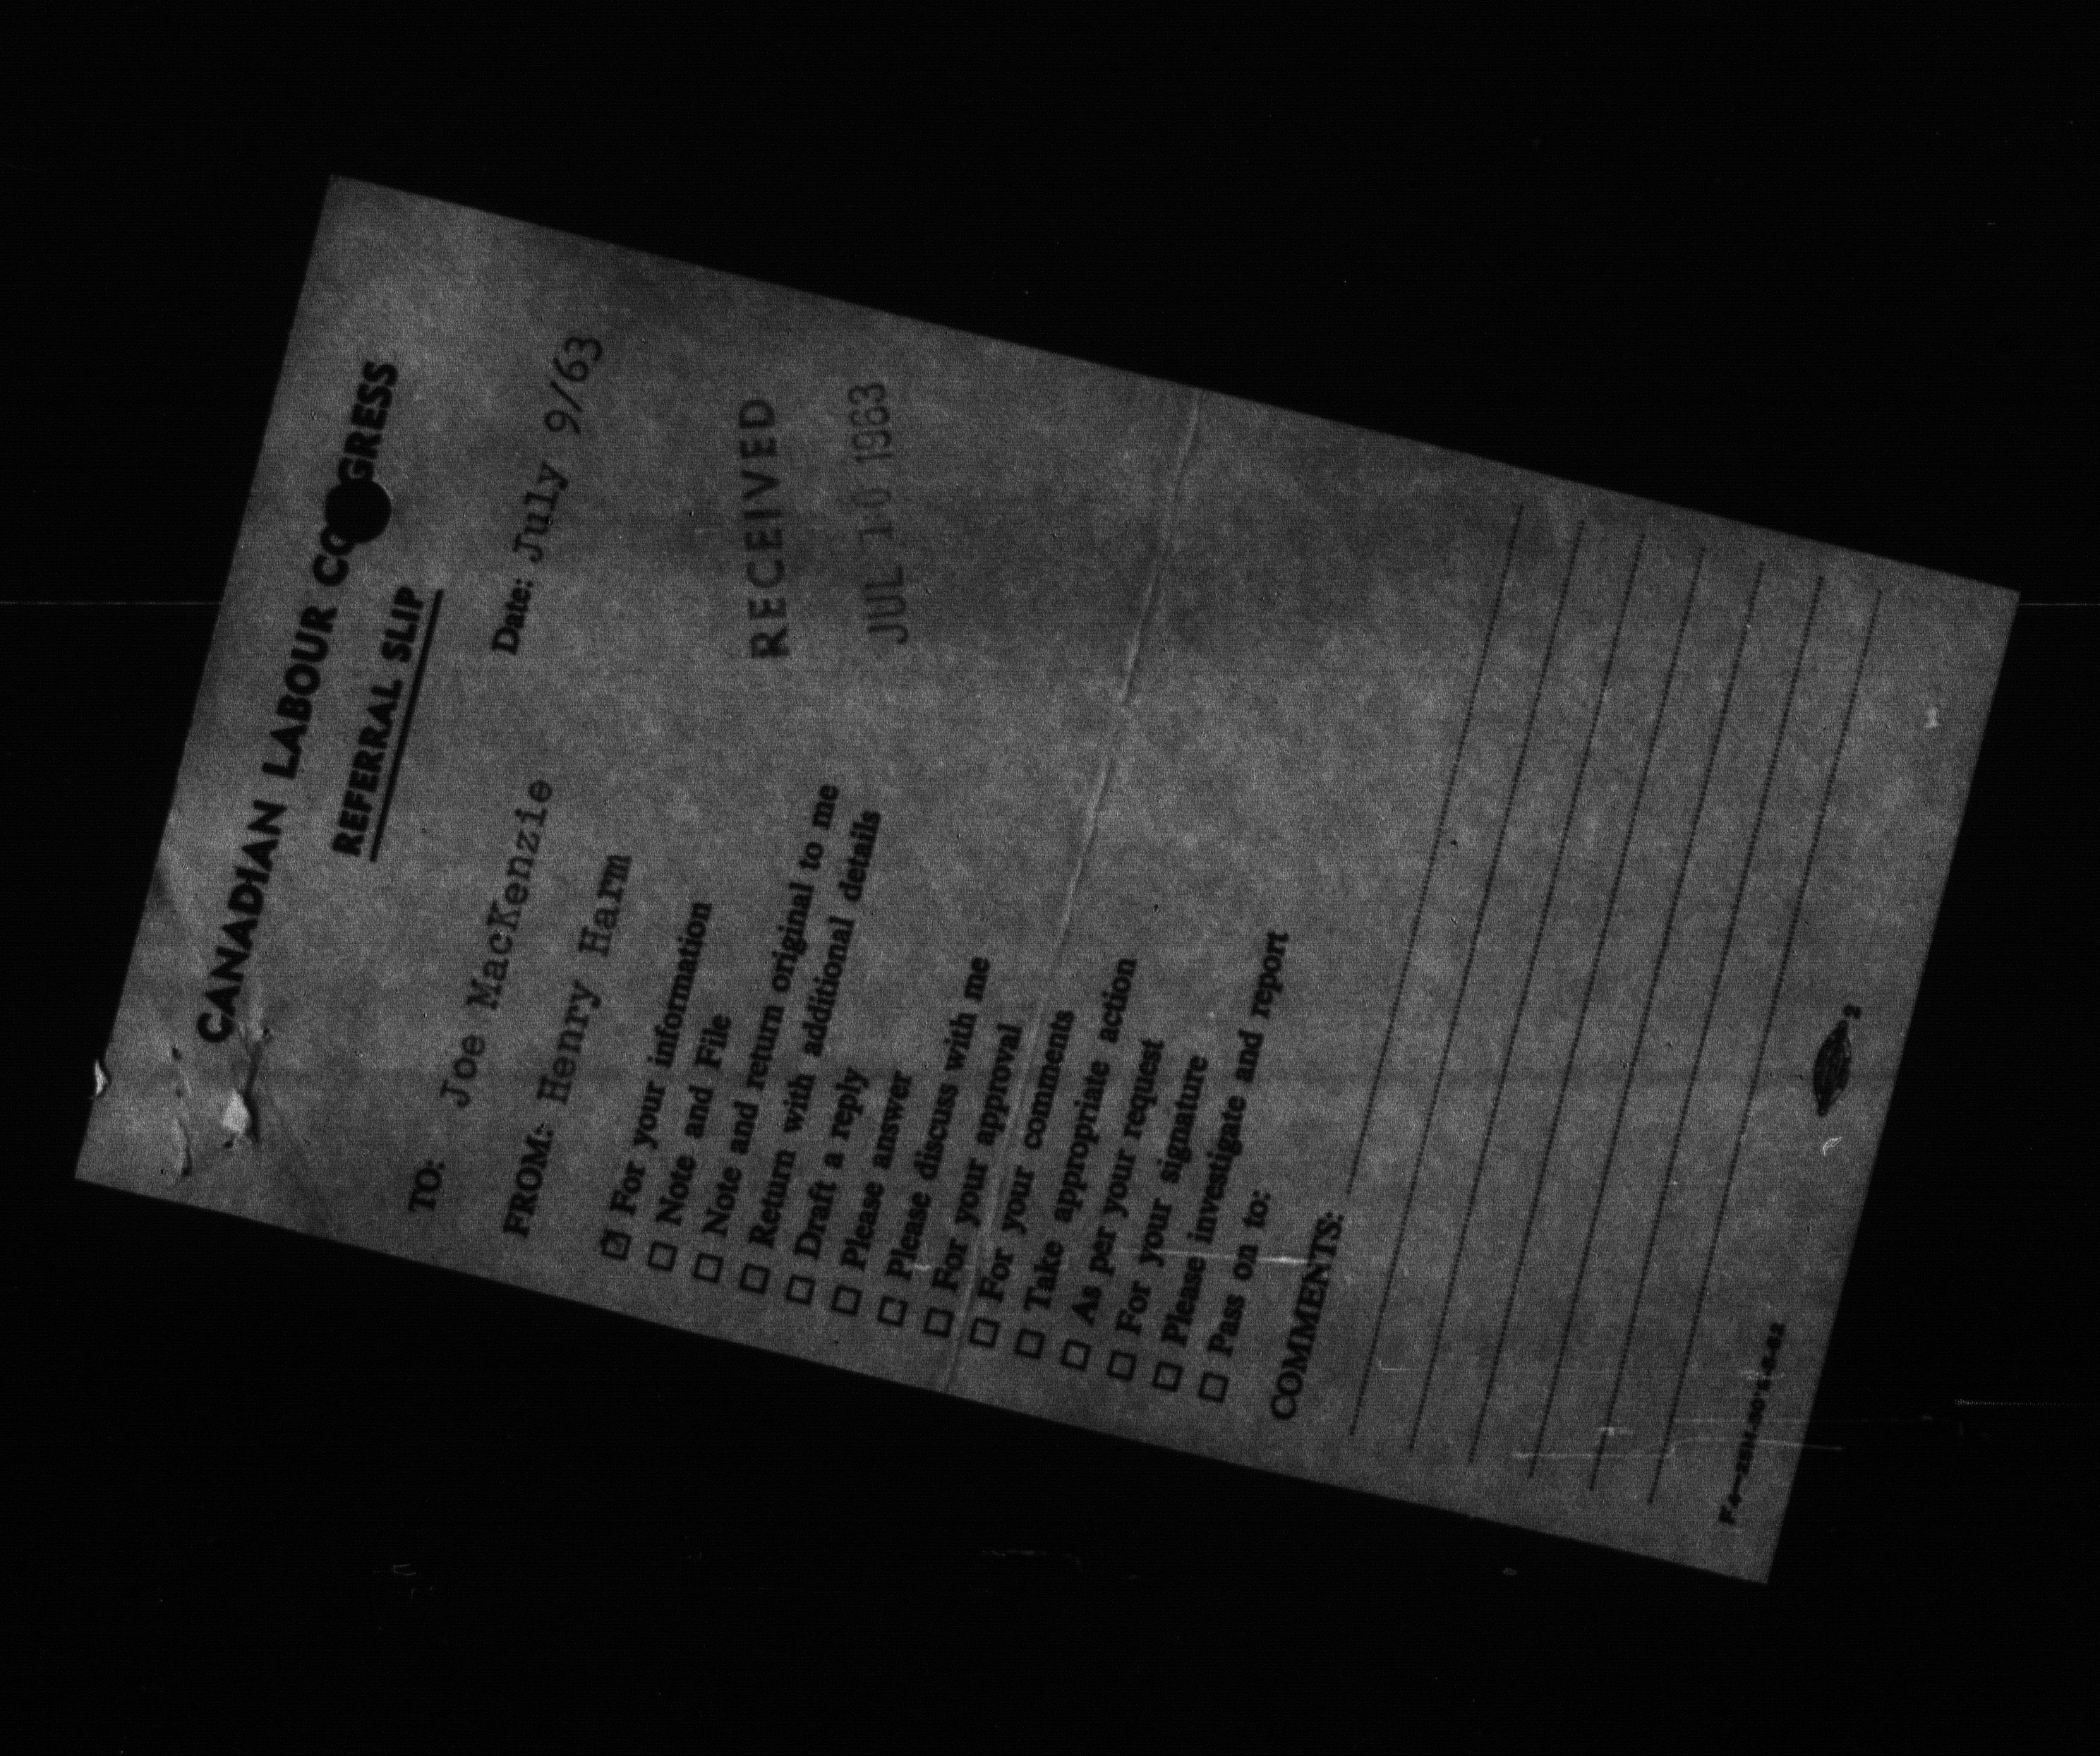 CANADIAN LABOUR CO GRESS
REFERRAL SLIP
Date: July 9/63
TO: Joe MacKenzie
FROM: Henry Harm
RECEIVED
JUL 10 1963
☑ For your information
☐ Note and File
☐ Note and return original to me
☐ Return with additional details
☐ Draft a reply
☐ Please answer
☐ Please discuss with me
☐ For your approval
☐ For your comments
☐ Take appropriate action
☐ As per your request
☐ For your signature
☐ Please investigate and report
☐ Pass on to:
COMMENTS:
2